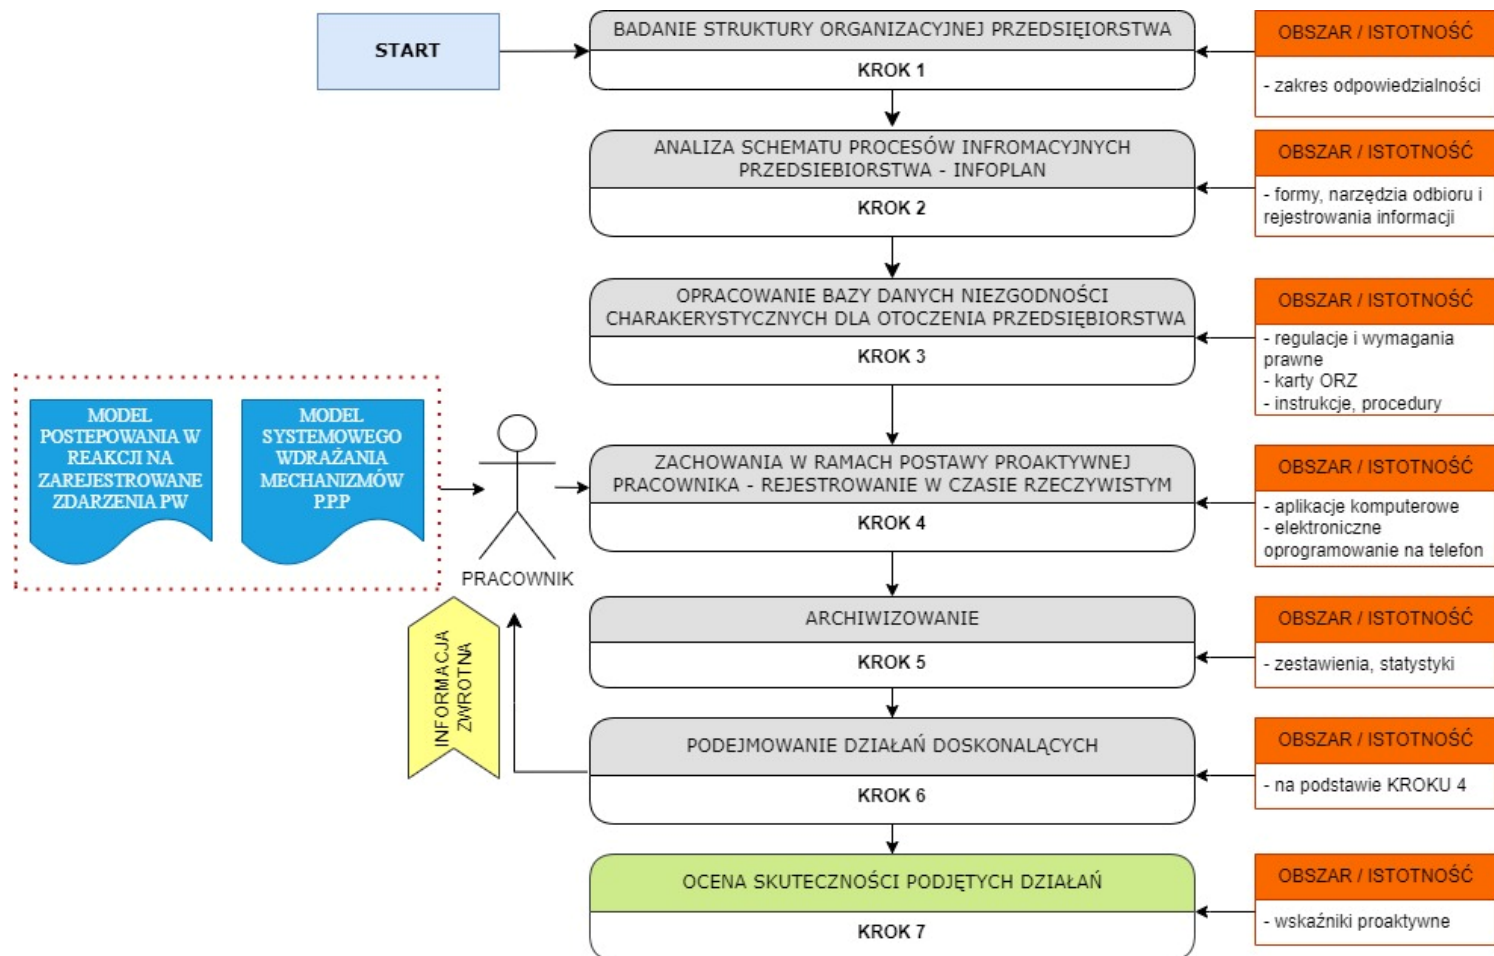 START
BADANIE STRUKTURY ORGANIZACYJNEJ PRZEDSIĘIORSTWA
KROK 1
OBSZAR / ISTOTNOŚĆ
- zakres odpowiedzialności
ANALIZA SCHEMATU PROCESÓW INFROMACYJNYCH
PRZEDSIEBIORSTWA - INFOPLAN
KROK 2
OBSZAR / ISTOTNOŚĆ
- formy, narzędzia odbioru i
rejestrowania informacji
OPRACOWANIE BAZY DANYCH NIEZGODNOŚCI
CHARAKERYSTYCZNYCH DLA OTOCZENIA PRZEDSIĘBIORSTWA
KROK 3
OBSZAR / ISTOTNOŚĆ
- regulacje i wymagania
prawne
- karty ORZ
- instrukcje, procedury
MODEL
POSTEPOWANIA W
REAKCJI NA
ZAREJESTROWANE
ZDARZENIA PW
MODEL
SYSTEMOWEGO
WDRAŻANIA
MECHANIZMÓW
P.P.P
PRACOWNIK
ZACHOWANIA W RAMACH POSTAWY PROAKTYWNEJ
PRACOWNIKA - REJESTROWANIE W CZASIE RZECZYWISTYM
KROK 4
OBSZAR / ISTOTNOŚĆ
- aplikacje komputerowe
- elektroniczne
oprogramowanie na telefon
INFORMACJA
ZWROTNA
ARCHIWIZOWANIE
KROK 5
OBSZAR / ISTOTNOŚĆ
- zestawienia, statystyki
PODEJMOWANIE DZIAŁAŃ DOSKONALĄCYCH
KROK 6
OBSZAR / ISTOTNOŚĆ
- na podstawie KROKU 4
OCENA SKUTECZNOŚCI PODJĘTYCH DZIAŁAŃ
KROK 7
OBSZAR / ISTOTNOŚĆ
- wskaźniki proaktywne